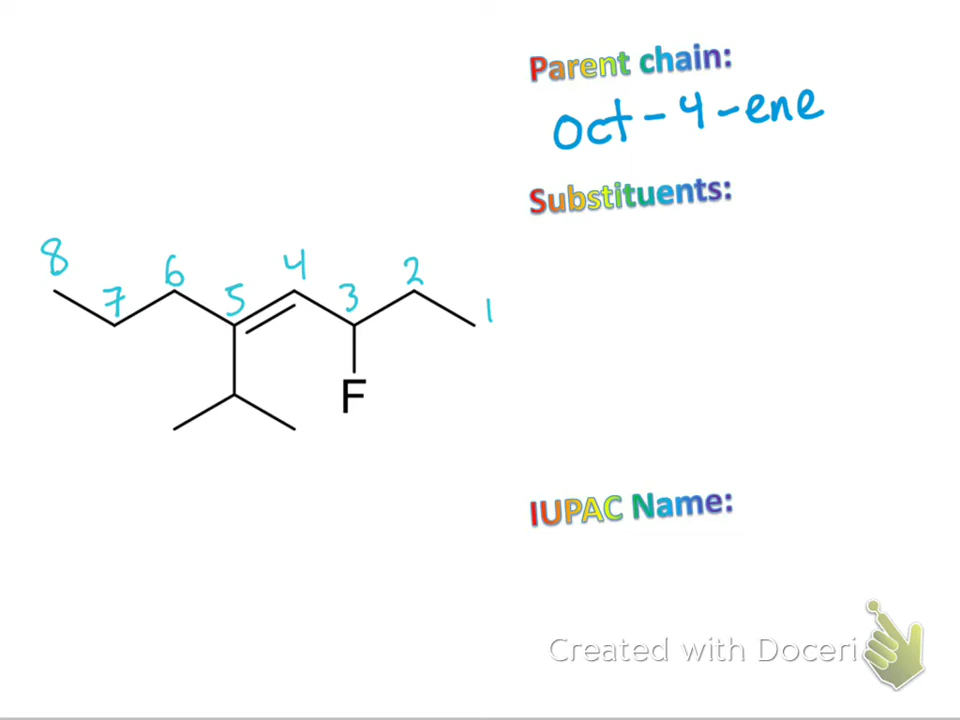 Parent chain:
oct-4-ene
Substituents:
8 7 6 5 4 3 2 1
F
IUPAC Name:
Created with Doceri